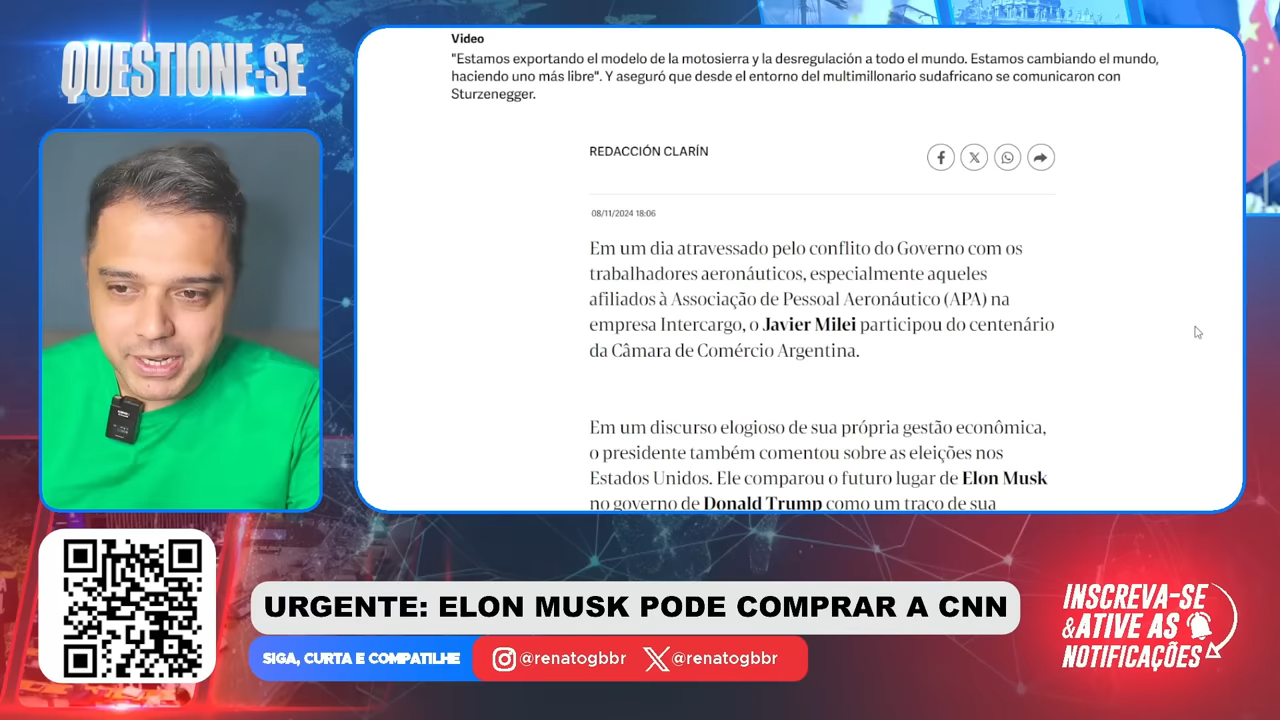 QUESTIONE-SE
Video
"Estamos exportando el modelo de la motosierra y la desregulación a todo el mundo. Estamos cambiando el mundo,
haciendo uno más libre". Y aseguró que desde el entorno del multimillonario sudafricano se comunicaron con
Sturzenegger.
REDACCIÓN CLARÍN
08/11/2024 18:06
Em um dia atravessado pelo conflito do Governo com os
trabalhadores aeronáuticos, especialmente aqueles
afiliados à Associação de Pessoal Aeronáutico (APA) na
empresa Intercargo, o Javier Milei participou do centenário
da Câmara de Comércio Argentina.
Em um discurso elogioso de sua própria gestão econômica,
o presidente também comentou sobre as eleições nos
Estados Unidos. Ele comparou o futuro lugar de Elon Musk
no governo de Donald Trump como um traço de sua
URGENTE: ELON MUSK PODE COMPRAR A CNN
SIGA, CURTA E COMPATILHE
@renatogbbr
@renatogbbr
INSCREVA-SE
&ATIVE AS
NOTIFICAÇÕES